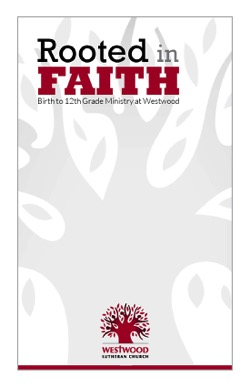 Rooted in
FAITH
Birth to 12th Grade Ministry at Westwood
WESTWOOD
LUTHERAN CHURCH